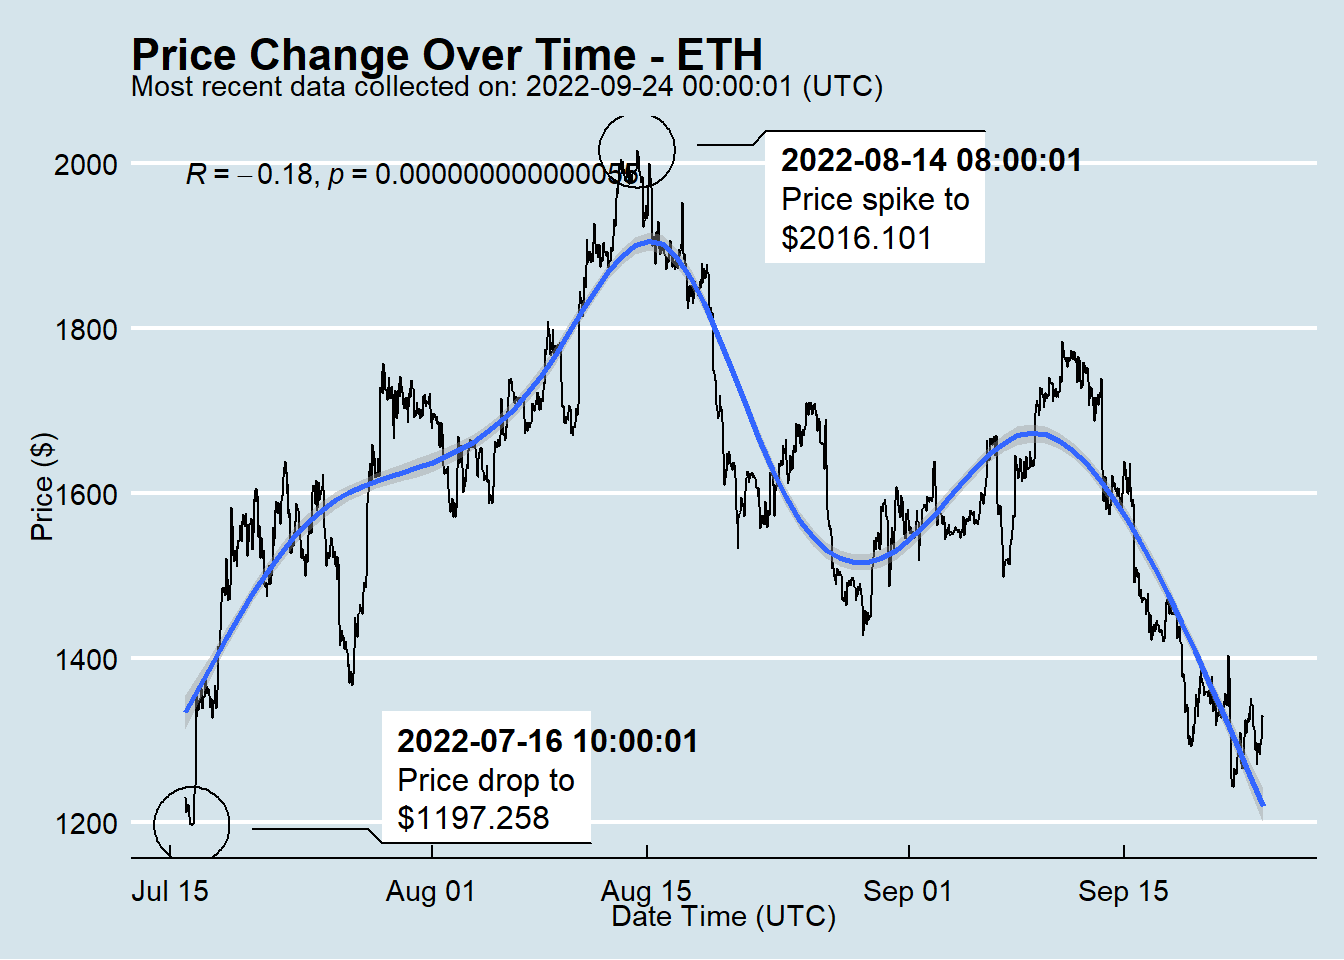 Price Change Over Time - ETH
Most recent data collected on: 2022-09-24 00:00:01 (UTC)
R = −0.18, p = 0.000000000000055
2022-08-14 08:00:01
Price spike to
$2016.101
2022-07-16 10:00:01
Price drop to
$1197.258
Price ($)
2000
1800
1600
1400
1200
Jul 15
Aug 01
Aug 15
Sep 01
Sep 15
Date Time (UTC)